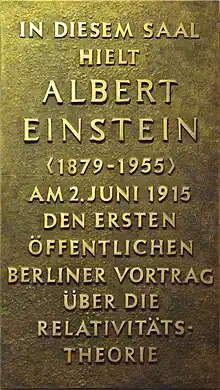 IN DIESEM SAAL
HIELT
ALBERT
EINSTEIN
⟨1879-1955⟩
AM 2. JUNI 1915
DEN ERSTEN
ÖFFENTLICHEN
BERLINER VORTRAG
ÜBER DIE
RELATIVITÄTS-
THEORIE